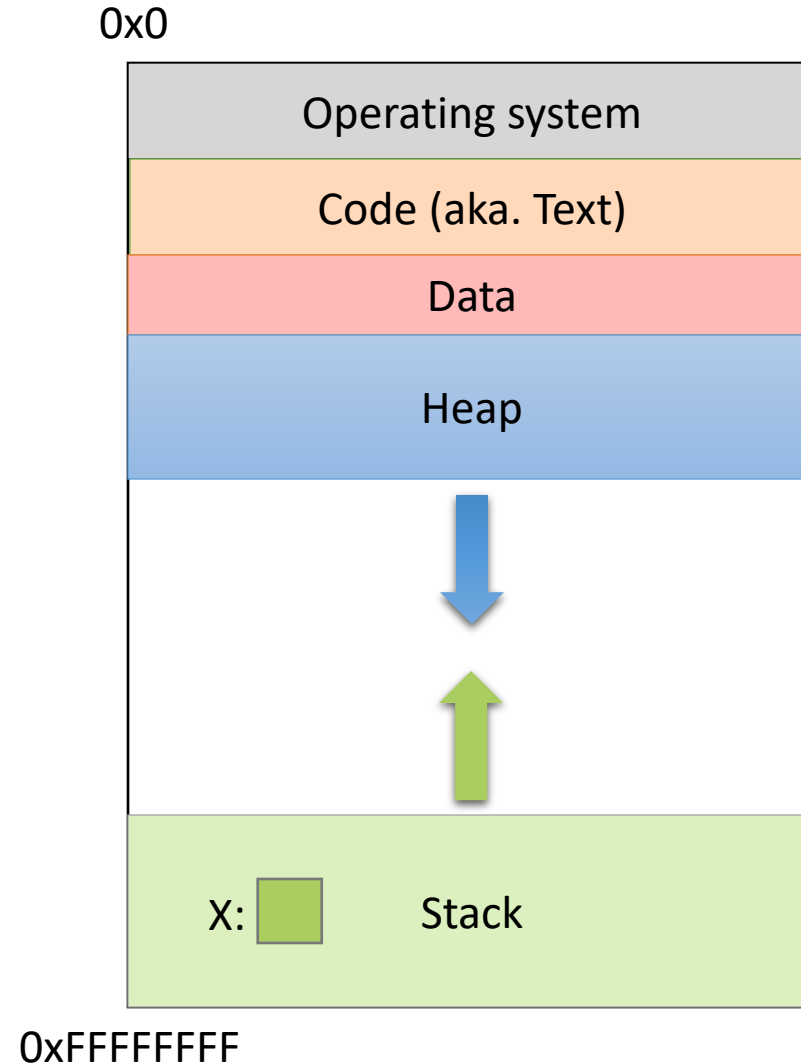 0x0
Operating system
Code (aka. Text)
Data
Heap
X: Stack
0xFFFFFFFF